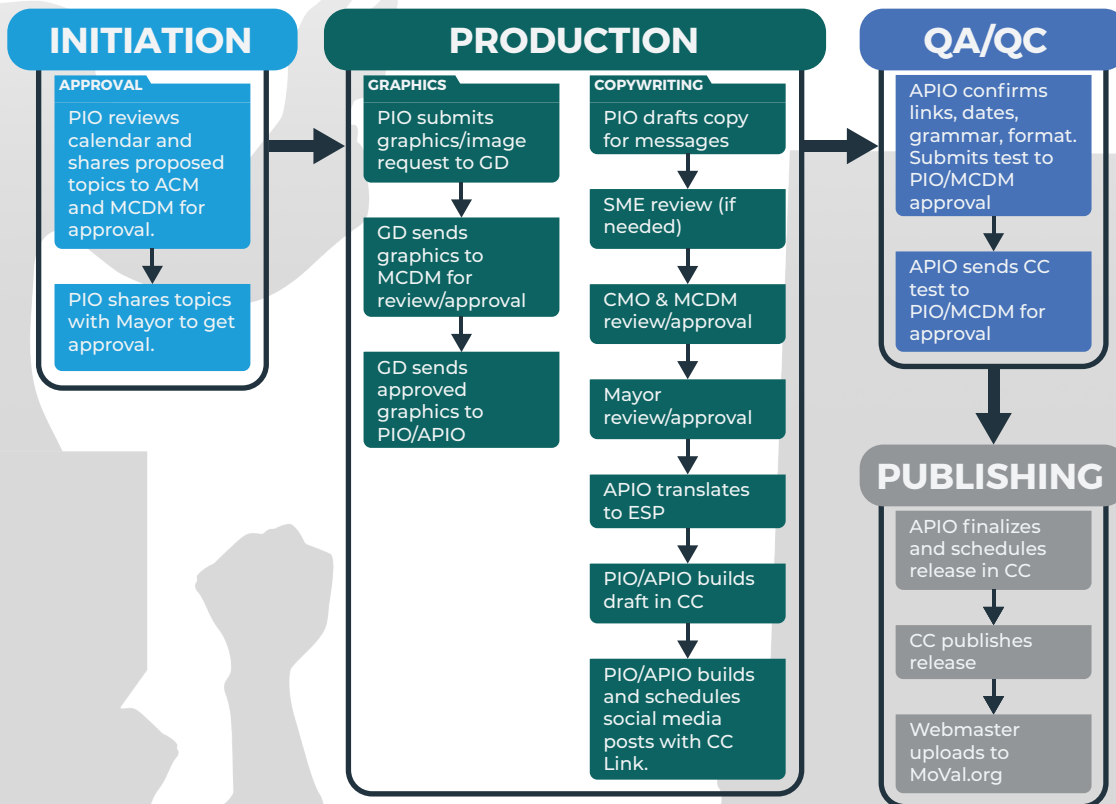 INITIATION
APPROVAL
PIO reviews
calendar and
shares proposed
topics to ACM
and MCDM for
approval.
PIO shares topics
with Mayor to get
approval.
PRODUCTION
GRAPHICS
PIO submits
graphics/image
request to GD
GD sends
graphics to
MCDM for
review/approval
GD sends
approved
graphics to
PIO/APIO
COPYWRITING
PIO drafts copy
for messages
SME review (if
needed)
CMO & MCDM
review/approval
Mayor
review/approval
APIO translates
to ESP
PIO/APIO builds
draft in CC
PIO/APIO builds
and schedules
social media
posts with CC
Link.
QA/QC
APIO confirms
links, dates,
grammar, format.
Submits test to
PIO/MCDM
approval
APIO sends CC
test to
PIO/MCDM for
approval
PUBLISHING
APIO finalizes
and schedules
release in CC
CC publishes
release
Webmaster
uploads to
MoVal.org